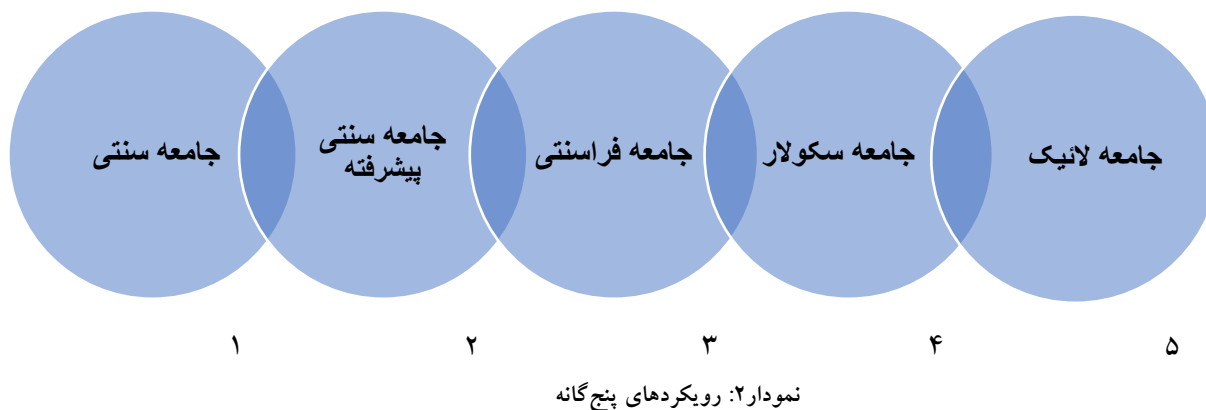 جامعه سنتی
جامعه سنتی
پیشرفته
جامعه فراسنتی
جامعه سکولار
جامعه لائیک
۱
۲
۳
۴
۵
نمودار۲: رویکردهای پنج‌گانه